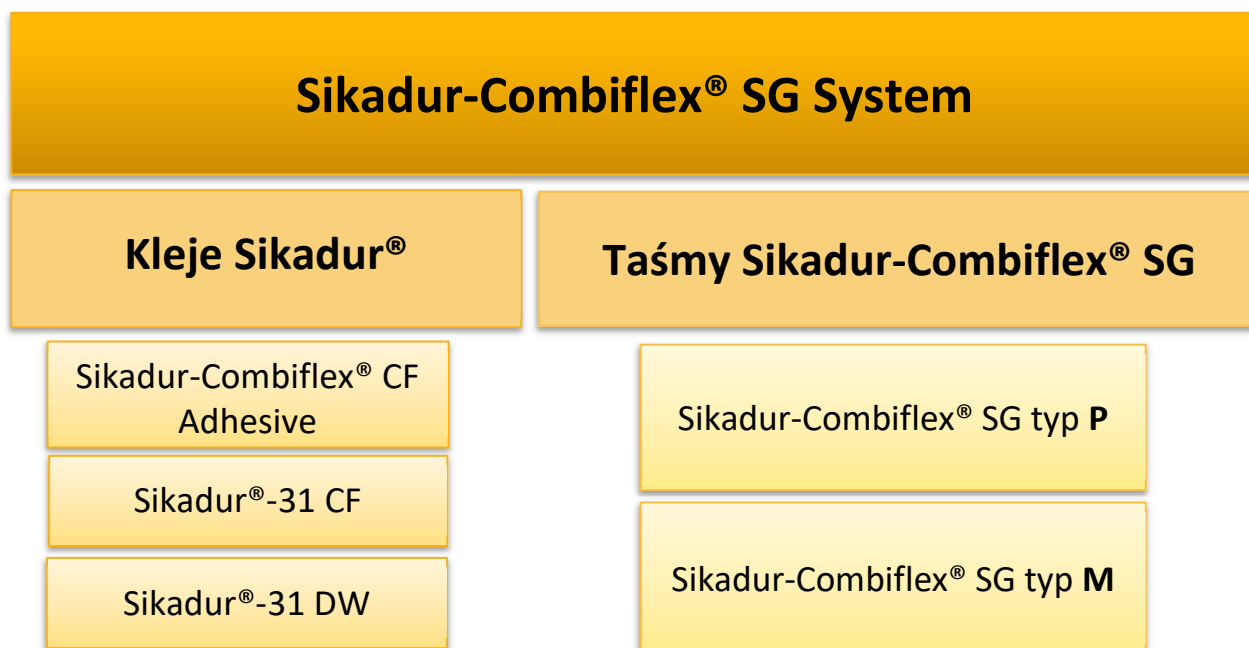 Sikadur-Combiflex® SG System
Kleje Sikadur®
Sikadur-Combiflex® CF
Adhesive
Sikadur®-31 CF
Sikadur®-31 DW
Taśmy Sikadur-Combiflex® SG
Sikadur-Combiflex® SG typ P
Sikadur-Combiflex® SG typ M